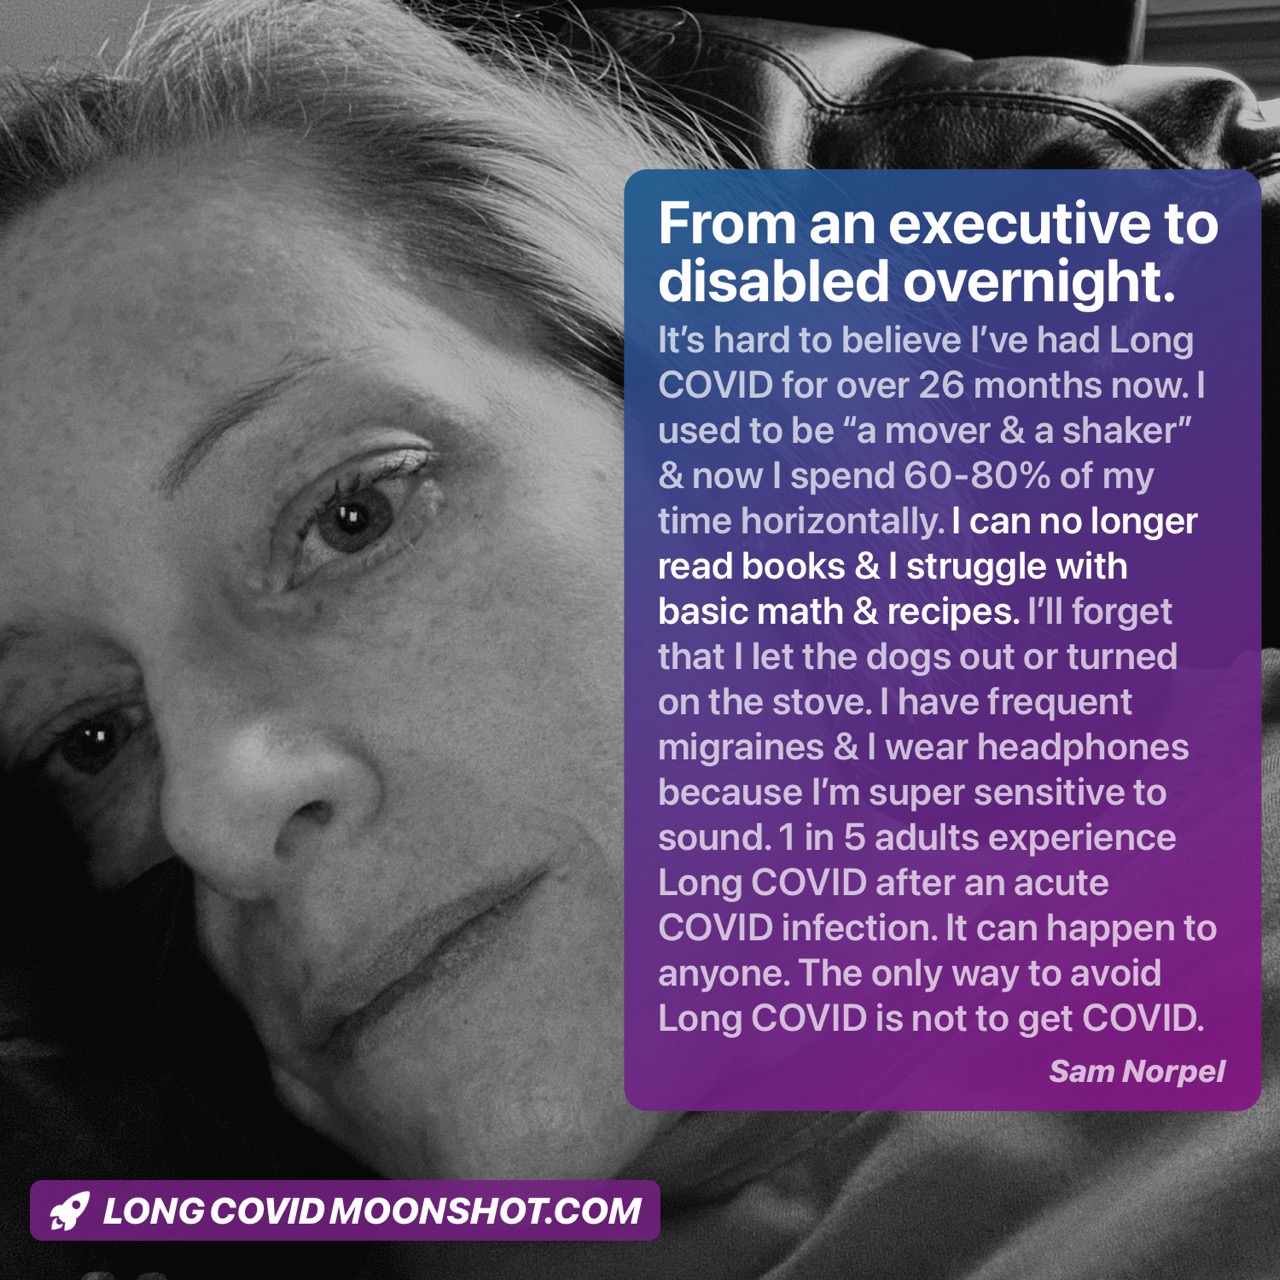 From an executive to
disabled overnight.
It’s hard to believe I’ve had Long
COVID for over 26 months now. I
used to be “a mover & a shaker”
& now I spend 60-80% of my
time horizontally. I can no longer
read books & I struggle with
basic math & recipes. I’ll forget
that I let the dogs out or turned
on the stove. I have frequent
migraines & I wear headphones
because I’m super sensitive to
sound. 1 in 5 adults experience
Long COVID after an acute
COVID infection. It can happen to
anyone. The only way to avoid
Long COVID is not to get COVID.
Sam Norpel
LONG COVID MOONSHOT.COM